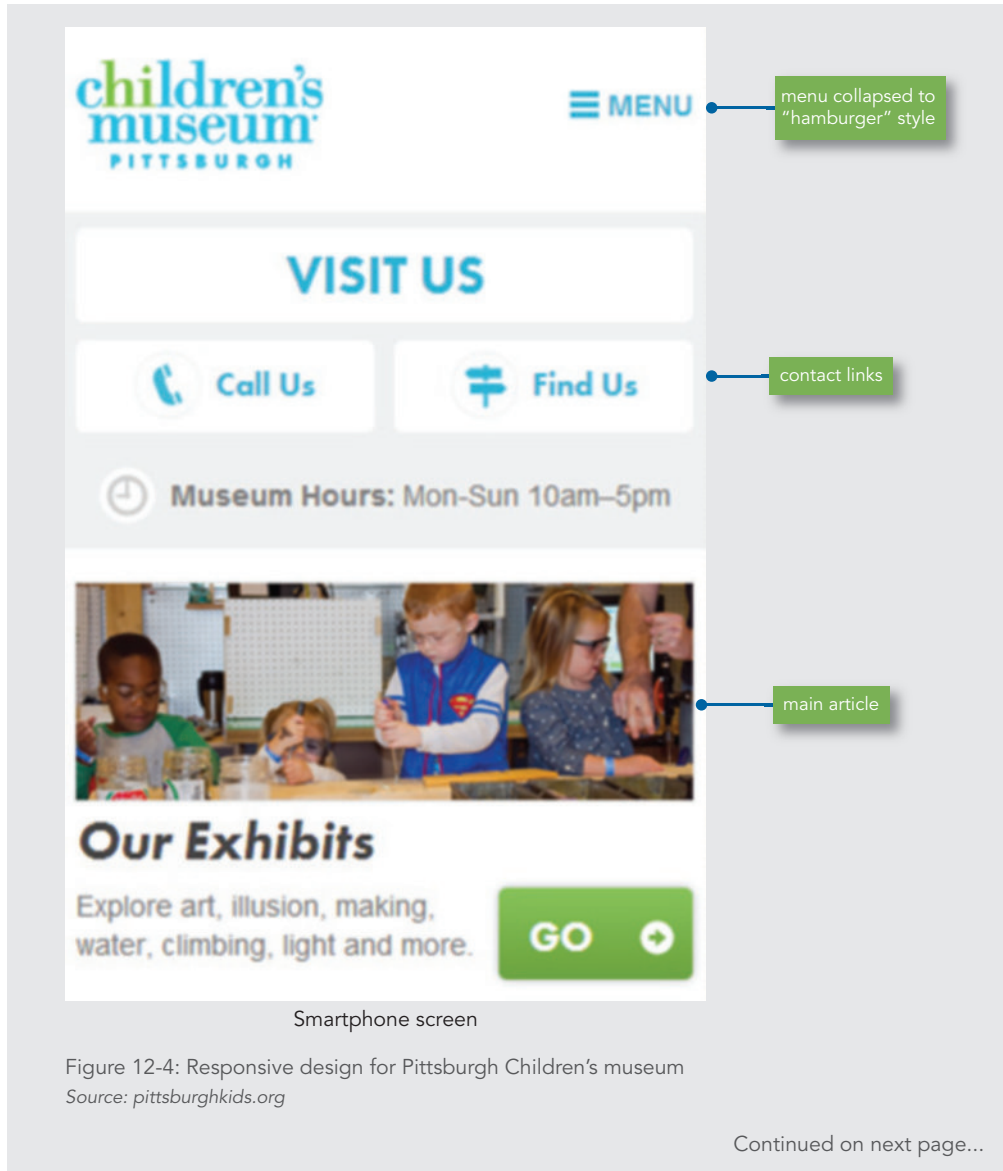 children's
museum
PITTSBURGH
MENU
menu collapsed to
“hamburger” style
VISIT US
Call Us
Find Us
contact links
Museum Hours: Mon-Sun 10am–5pm
main article
Our Exhibits
Explore art, illusion, making,
water, climbing, light and more.
GO
Smartphone screen
Figure 12-4: Responsive design for Pittsburgh Children’s museum
Source: pittsburghkids.org
Continued on next page...